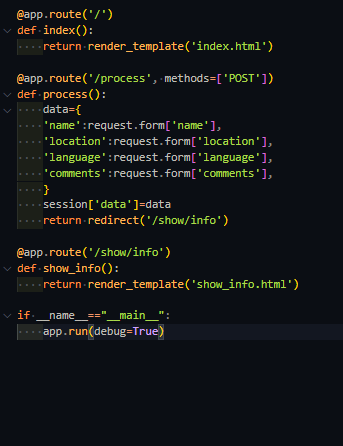 @app.route('/')
def index():
    return render_template('index.html')

@app.route('/process', methods=['POST'])
def process():
    data={
    'name':request.form['name'],
    'location':request.form['location'],
    'language':request.form['language'],
    'comments':request.form['comments'],
    }
    session['data']=data
    return redirect('/show/info')

@app.route('/show/info')
def show_info():
    return render_template('show_info.html')

if __name__=="__main__":
    app.run(debug=True)